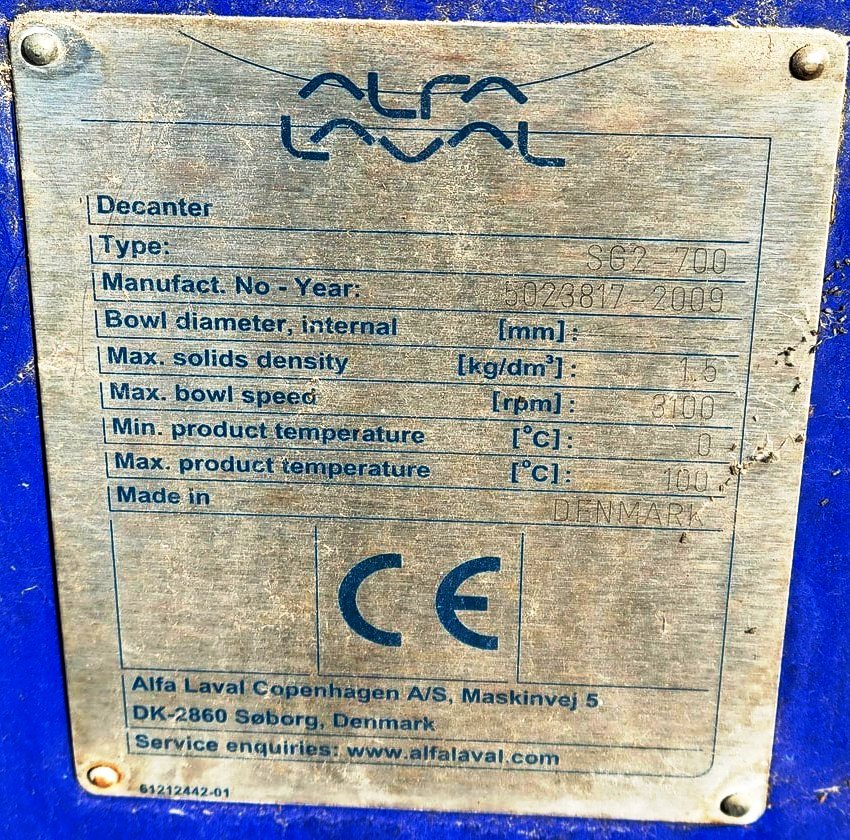 ALFA
LAVAL
Decanter
Type: SG2-700
Manufact. No - Year: 5023817-2009
Bowl diameter, internal [mm]:
Max. solids density [kg/dm³]: 1.5
Max. bowl speed [rpm]: 3100
Min. product temperature [°C]: 0
Max. product temperature [°C]: 100
Made in DENMARK
CE
Alfa Laval Copenhagen A/S, Maskinvej 5
DK-2860 Søborg, Denmark
Service enquiries: www.alfalaval.com
61212442-01